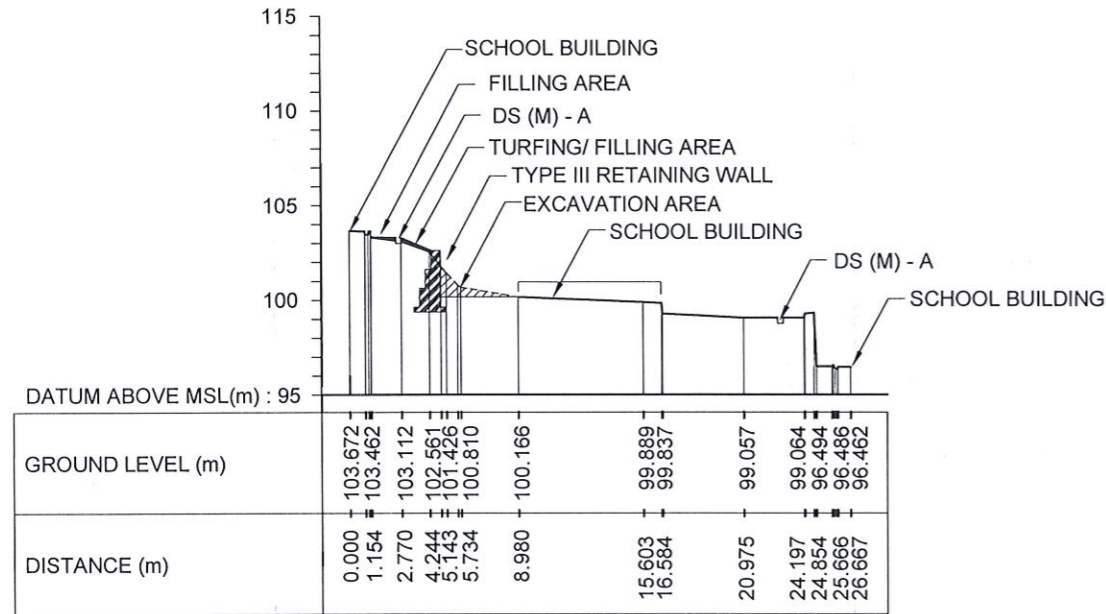 115
110
105
100
SCHOOL BUILDING
FILLING AREA
DS (M) - A
TURFING/ FILLING AREA
TYPE III RETAINING WALL
EXCAVATION AREA
SCHOOL BUILDING
DS (M) - A
SCHOOL BUILDING
DATUM ABOVE MSL(m) : 95
GROUND LEVEL (m)
103.672
103.462
103.112
102.561
101.426
100.810
100.166
99.889
99.837
99.057
99.064
96.494
96.486
96.462
DISTANCE (m)
0.000
1.154
2.770
4.244
5.143
5.734
8.980
15.603
16.584
20.975
24.197
24.854
25.666
26.667